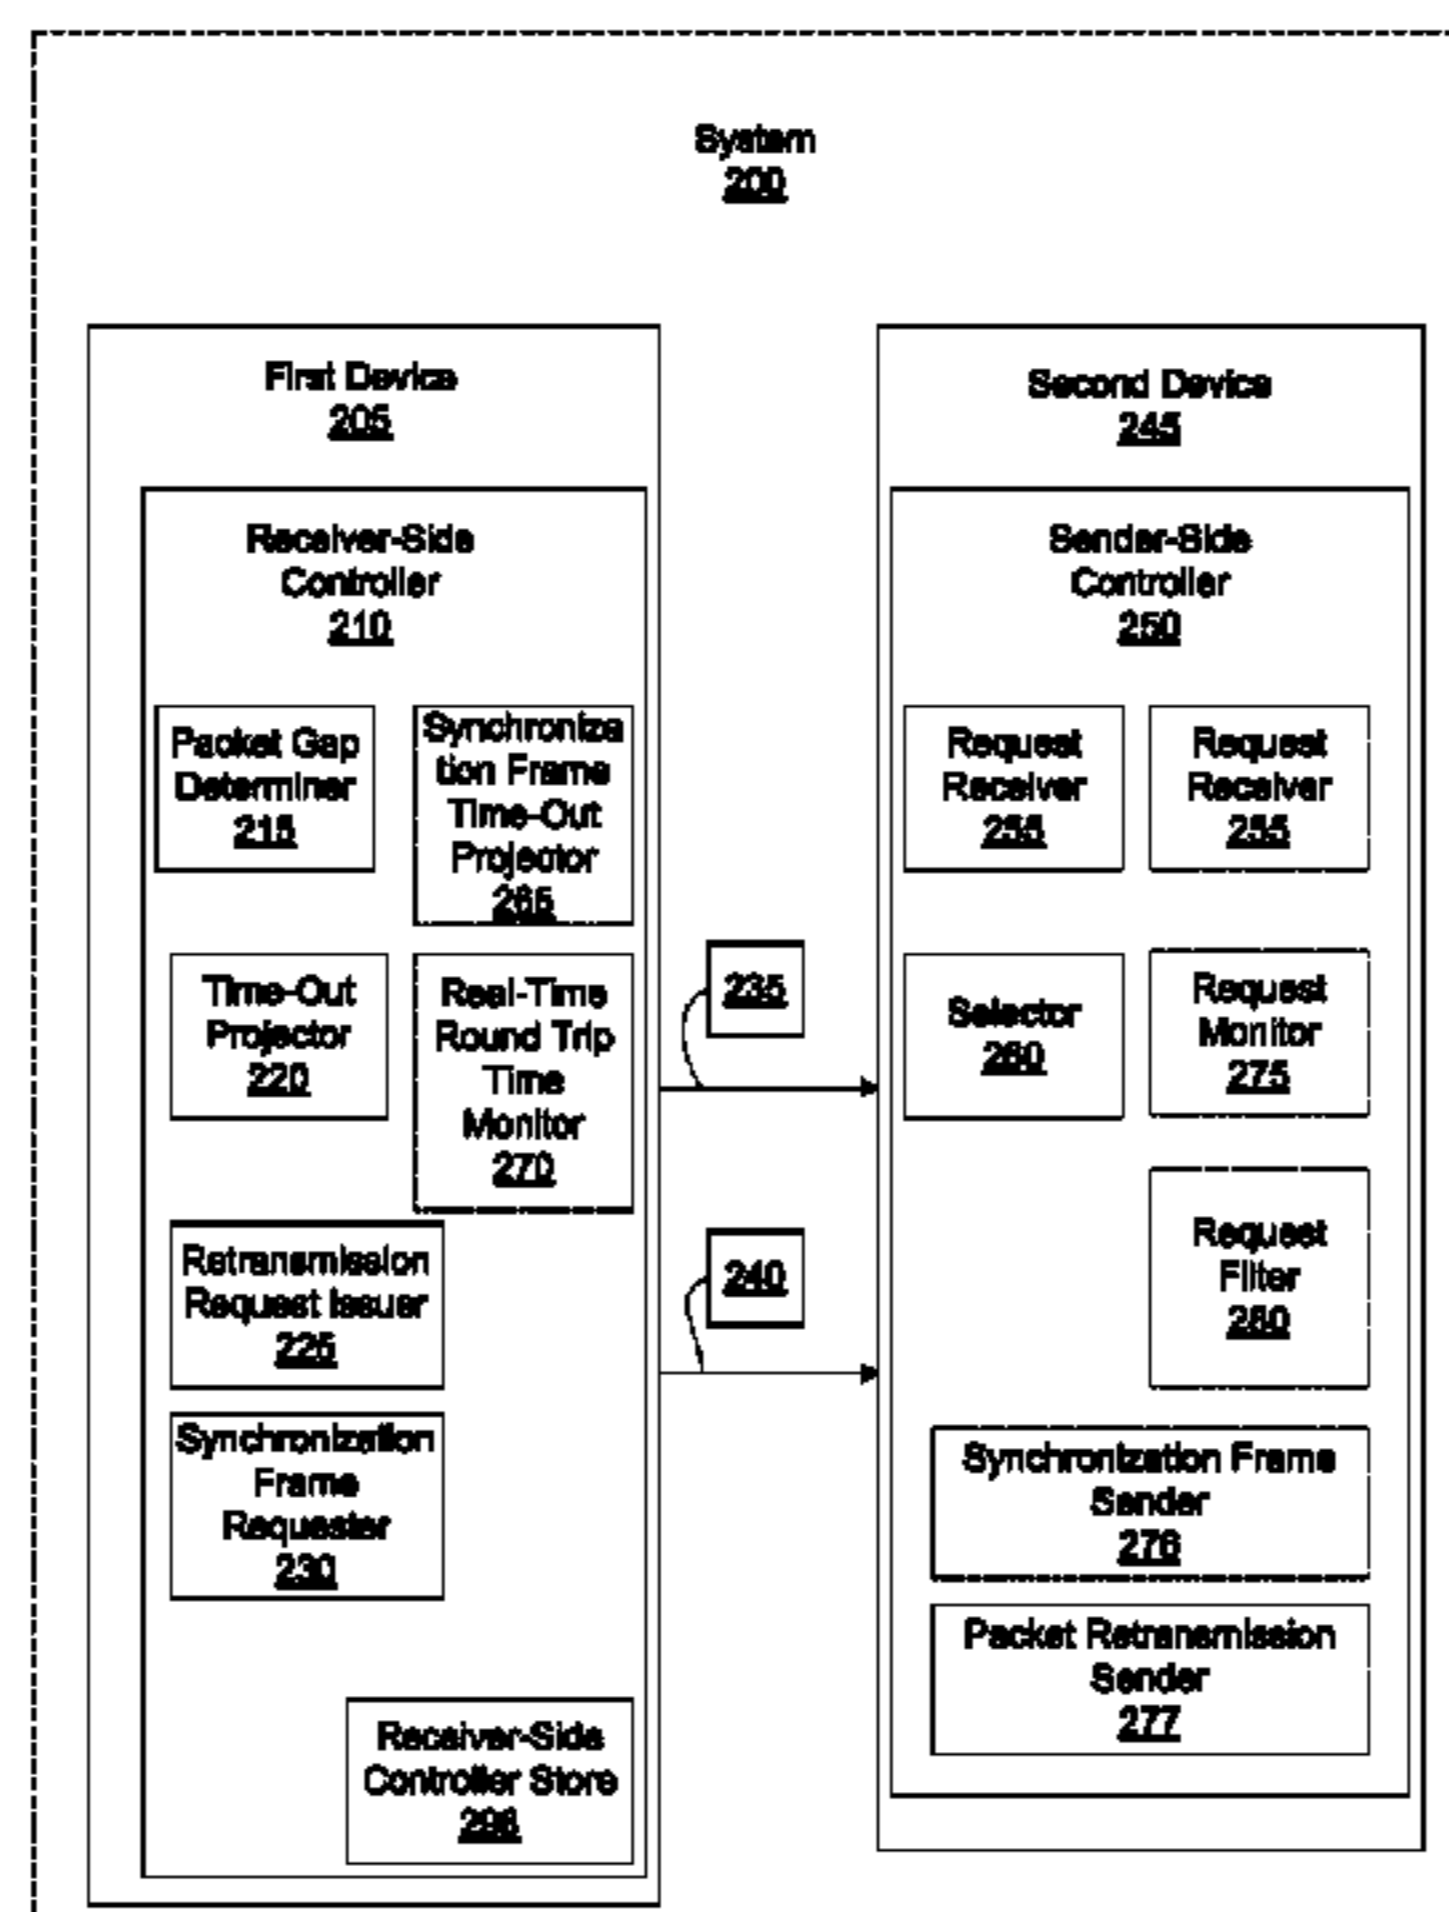 System
200
First Device
205
Receiver-Side
Controller
210
Packet Gap
Determiner
215
Synchroniza
tion Frame
Time-Out
Projector
265
Time-Out
Projector
220
Real-Time
Round Trip
Time
Monitor
270
Retransmission
Request Issuer
225
Synchronization
Frame
Requester
230
Receiver-Side
Controller Store
298
235
240
Second Device
245
Sender-Side
Controller
250
Request
Receiver
255
Request
Receiver
255
Selector
260
Request
Monitor
275
Request
Filter
280
Synchronization Frame
Sender
276
Packet Retransmission
Sender
277